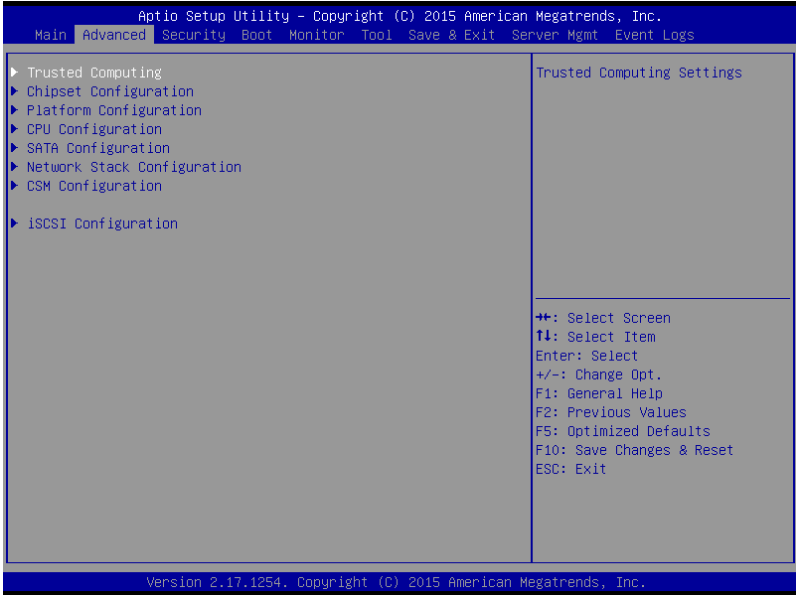 Aptio Setup Utility – Copyright (C) 2015 American Megatrends, Inc.
Main Advanced Security Boot Monitor Tool Save & Exit Server Mgmt Event Logs
▶ Trusted Computing
▶ Chipset Configuration
▶ Platform Configuration
▶ CPU Configuration
▶ SATA Configuration
▶ Network Stack Configuration
▶ CSM Configuration
▶ iSCSI Configuration
Trusted Computing Settings
→←: Select Screen
↑↓: Select Item
Enter: Select
+/-: Change Opt.
F1: General Help
F2: Previous Values
F5: Optimized Defaults
F10: Save Changes & Reset
ESC: Exit
Version 2.17.1254. Copyright (C) 2015 American Megatrends, Inc.